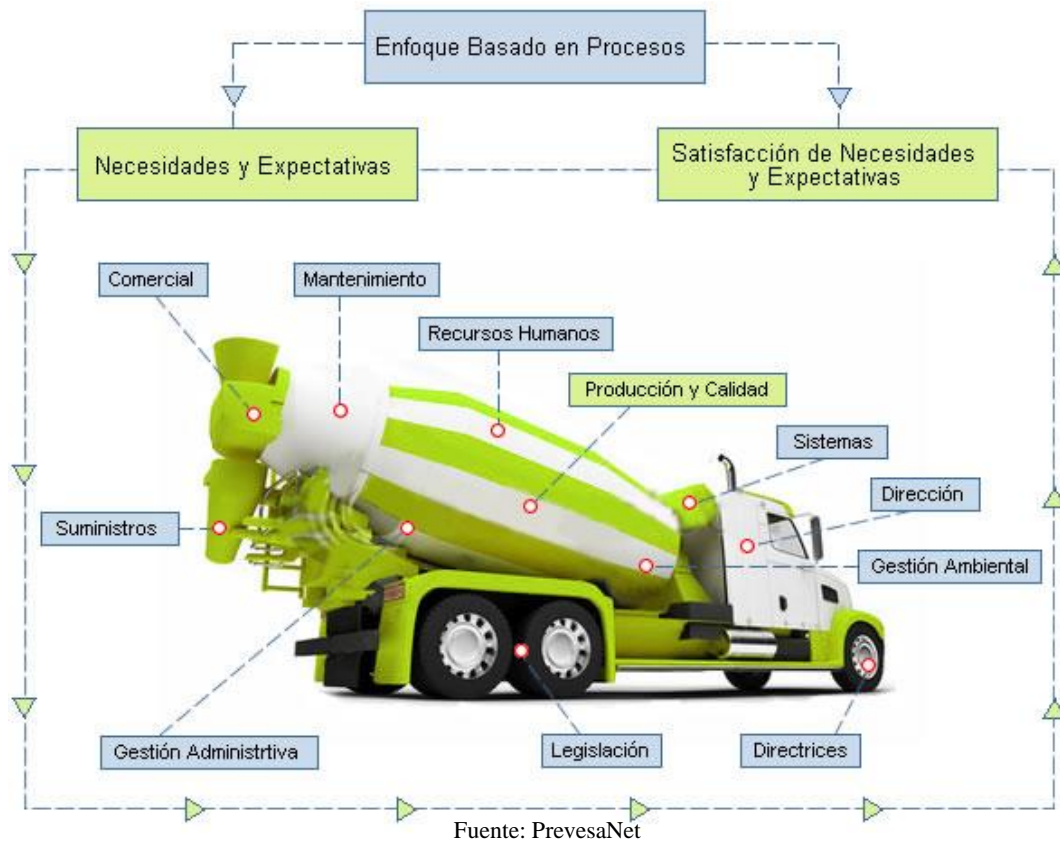 Enfoque Basado en Procesos
Necesidades y Expectativas
Satisfacción de Necesidades
y Expectativas
Comercial
Mantenimiento
Recursos Humanos
Producción y Calidad
Sistemas
Dirección
Suministros
Gestión Ambiental
Gestión Administrtiva
Legislación
Directrices
Fuente: PrevesaNet